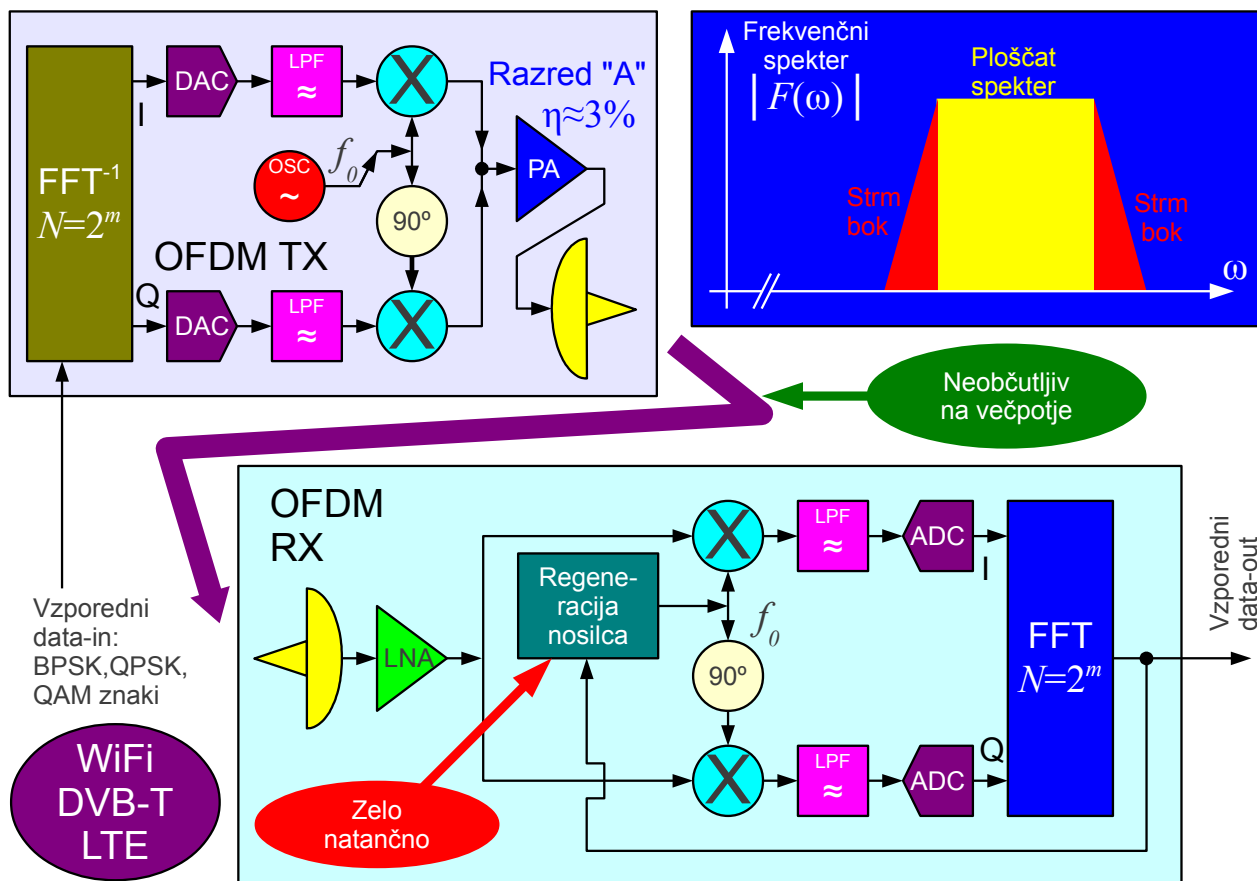 FFT⁻¹
N=2ᵐ
I
Q
DAC
LPF
≈
X
OSC
~
f₀
90º
OFDM TX
DAC
LPF
≈
X
Razred "A"
η≈3%
PA
Frekvenčni
spekter
|F(ω)|
Ploščat
spekter
Strm
bok
Strm
bok
ω
Neobčutljiv
na večpotje
Vzporedni
data-in:
BPSK,QPSK,
QAM znaki
WiFi
DVB-T
LTE
OFDM
RX
LNA
Regene-
racija
nosilca
Zelo
natančno
X
f₀
90º
X
LPF
≈
ADC
I
LPF
≈
ADC
Q
FFT
N=2ᵐ
Vzporedni
data-out